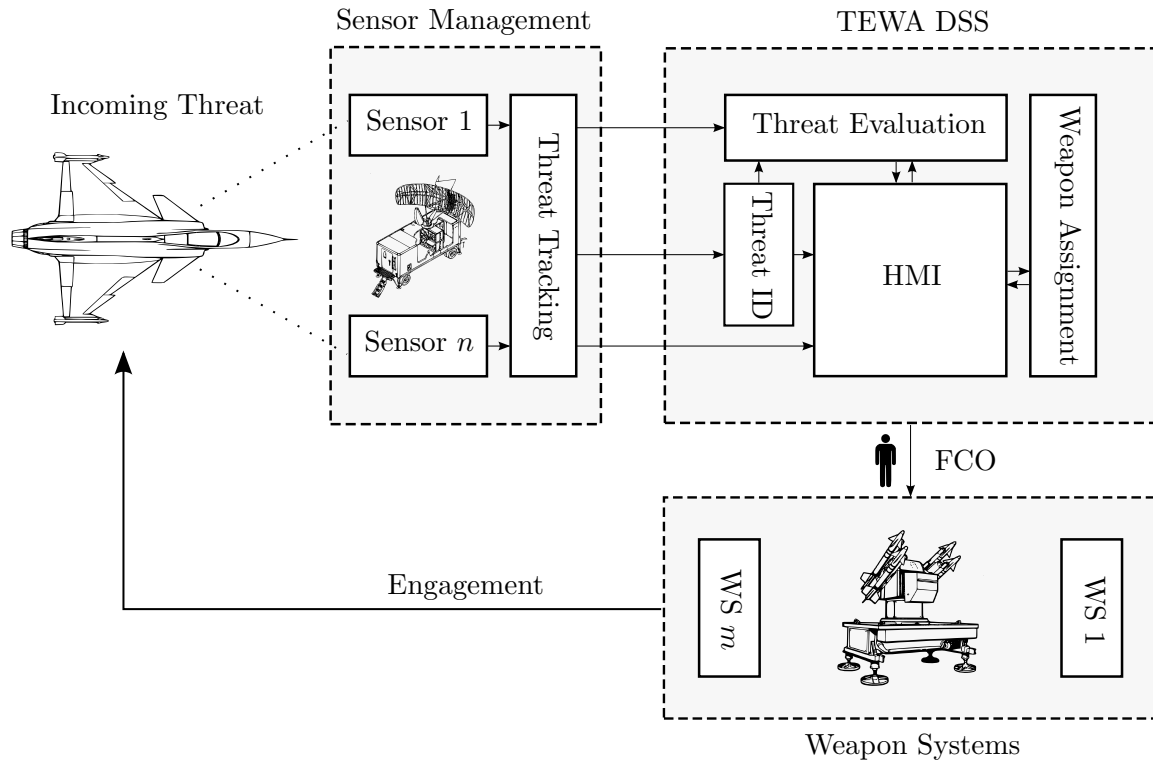 Sensor Management
TEWA DSS
Incoming Threat
Sensor 1
Threat Tracking
Sensor n
Threat Evaluation
Threat ID
HMI
Weapon Assignment
FCO
Engagement
WS m
WS 1
Weapon Systems